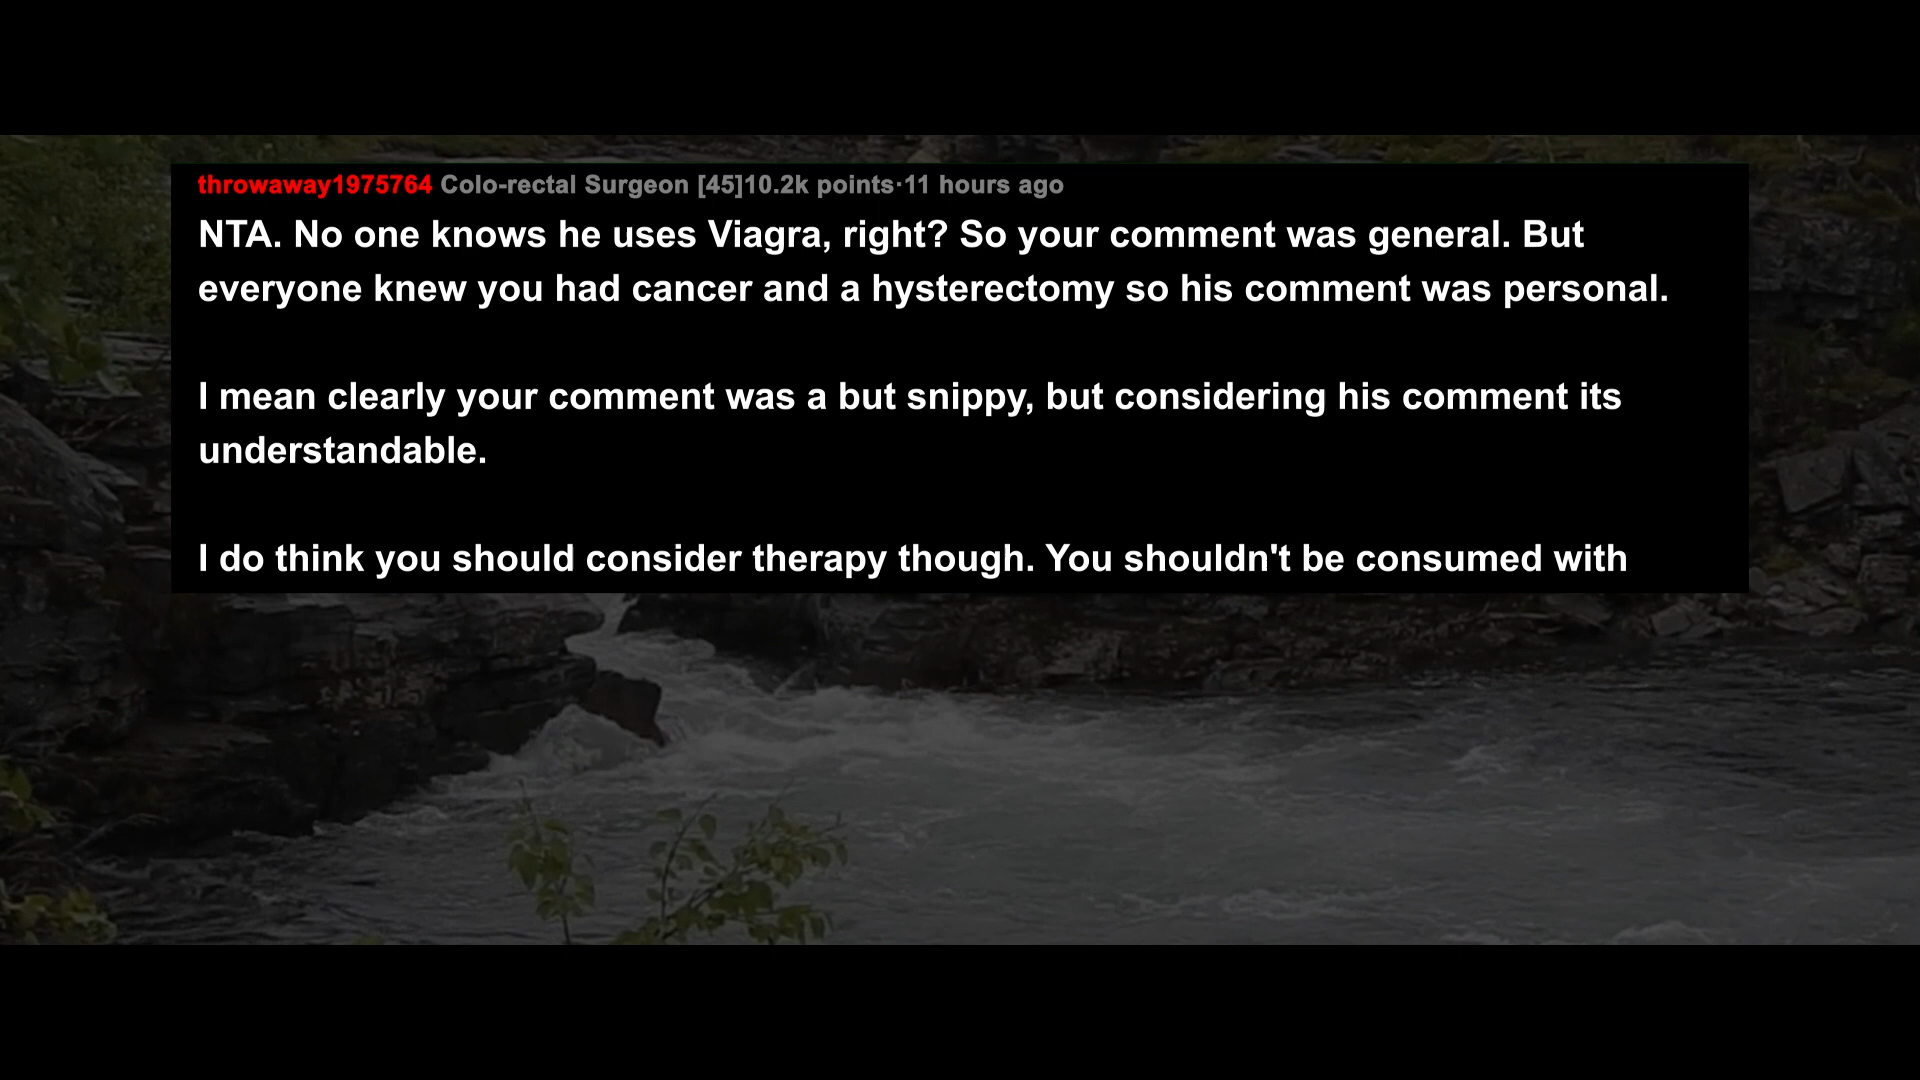 throwaway1975764 Colo-rectal Surgeon [45]10.2k points·11 hours ago
NTA. No one knows he uses Viagra, right? So your comment was general. But
everyone knew you had cancer and a hysterectomy so his comment was personal.
I mean clearly your comment was a but snippy, but considering his comment its
understandable.
I do think you should consider therapy though. You shouldn't be consumed with